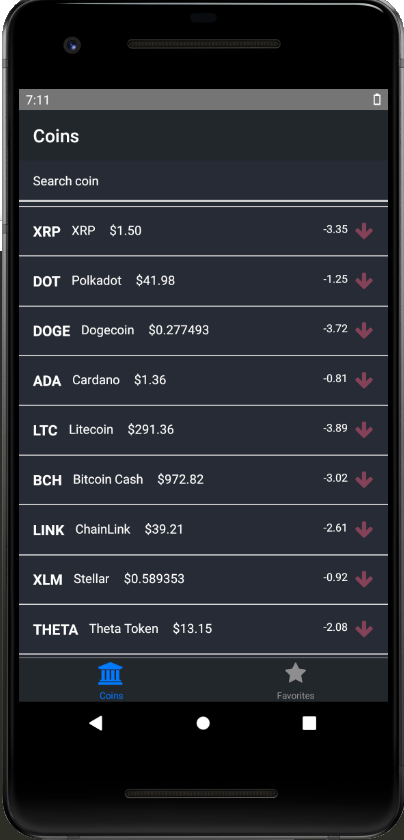 7:11
Coins
Search coin
XRP XRP $1.50 -3.35
DOT Polkadot $41.98 -1.25
DOGE Dogecoin $0.277493 -3.72
ADA Cardano $1.36 -0.81
LTC Litecoin $291.36 -3.89
BCH Bitcoin Cash $972.82 -3.02
LINK ChainLink $39.21 -2.61
XLM Stellar $0.589353 -0.92
THETA Theta Token $13.15 -2.08
Coins Favorites